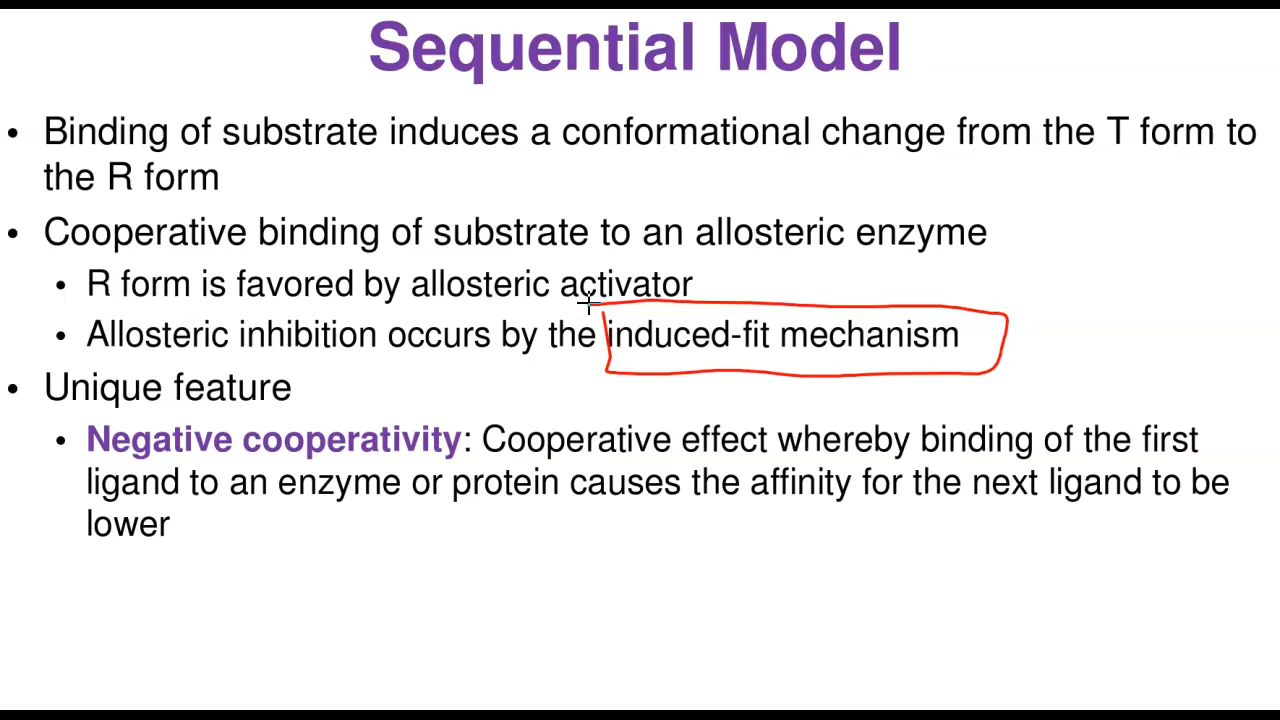 Sequential Model
• Binding of substrate induces a conformational change from the T form to
the R form
• Cooperative binding of substrate to an allosteric enzyme
• R form is favored by allosteric activator
• Allosteric inhibition occurs by the induced-fit mechanism
• Unique feature
• Negative cooperativity: Cooperative effect whereby binding of the first
ligand to an enzyme or protein causes the affinity for the next ligand to be
lower